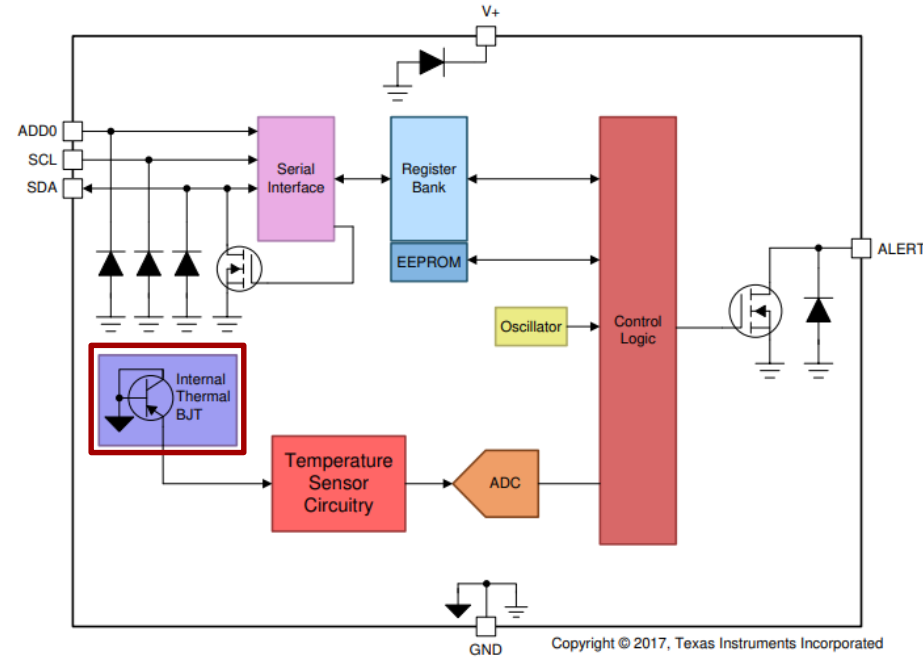 V+
ADD0
SCL
SDA
Serial
Interface
Register
Bank
EEPROM
ALERT
Oscillator
Control
Logic
Internal
Thermal
BJT
Temperature
Sensor
Circuitry
ADC
GND
Copyright © 2017, Texas Instruments Incorporated